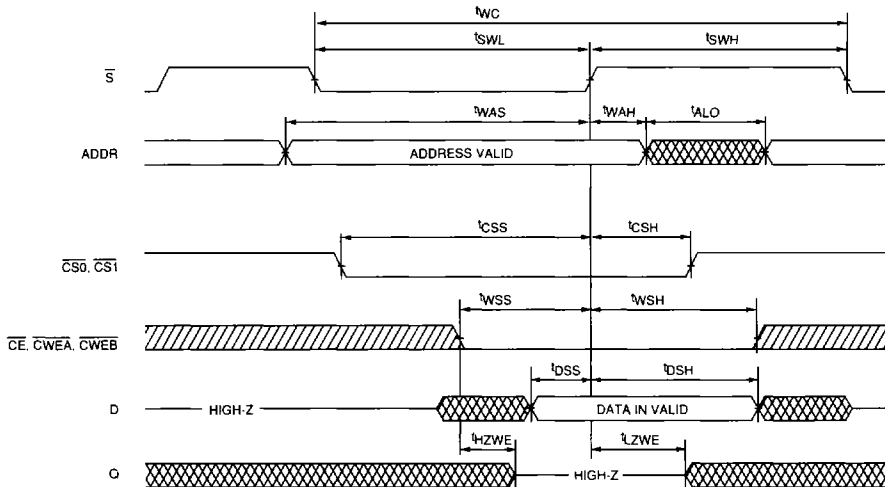 tWC
tSWL tSWH
S
tWAS tWAH tALO
ADDR ADDRESS VALID
tCSS tCSH
CS0, CS1
tWSS tWSH
CE, CWEA, CWEB
tDSS tDSH
D HIGH-Z DATA IN VALID
tHZWE tLZWE
Q HIGH-Z